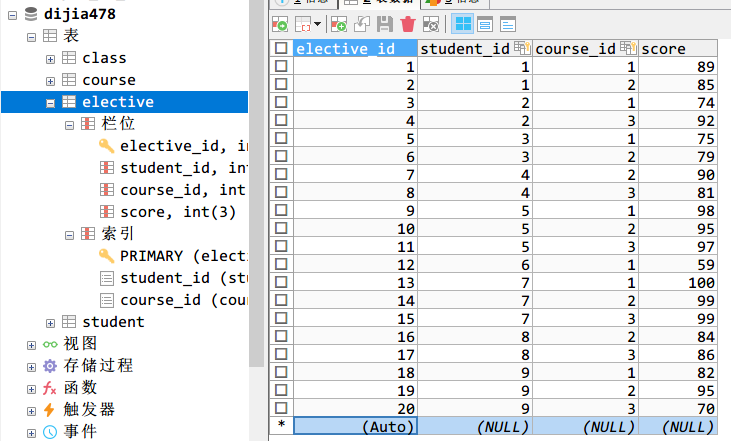 dijia478
表
class
course
elective
栏位
elective_id, in
student_id, int
course_id, int
score, int(3)
索引
PRIMARY (electi
student_id (stu
course_id (cour
student
视图
存储过程
函数
触发器
事件
elective_id student_id course_id score
1 1 1 89
2 1 2 85
3 2 1 74
4 2 3 92
5 3 1 75
6 3 2 79
7 4 2 90
8 4 3 81
9 5 1 98
10 5 2 95
11 5 3 97
12 6 1 59
13 7 1 100
14 7 2 99
15 7 3 99
16 8 2 84
17 8 3 86
18 9 1 82
19 9 2 95
20 9 3 70
* (Auto) (NULL) (NULL) (NULL)